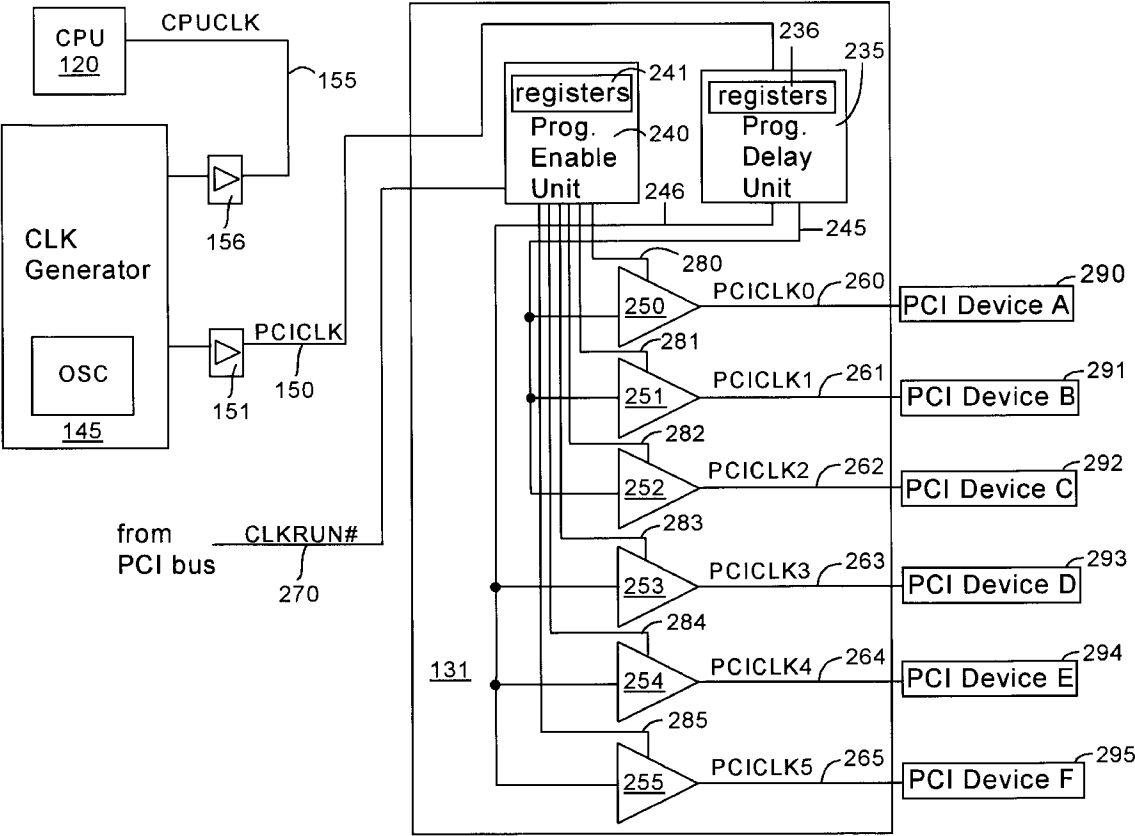 CPU
120
CPUCLK
155
CLK
Generator
OSC
145
156
151
PCICLK
150
from
PCI bus
CLKRUN#
270
131
registers
241
Prog.
Enable
Unit
240
registers
236
235
Prog.
Delay
Unit
246
245
280
250
PCICLK0
260
PCI Device A
290
281
251
PCICLK1
261
PCI Device B
291
282
252
PCICLK2
262
PCI Device C
292
283
253
PCICLK3
263
PCI Device D
293
284
254
PCICLK4
264
PCI Device E
294
285
255
PCICLK5
265
PCI Device F
295